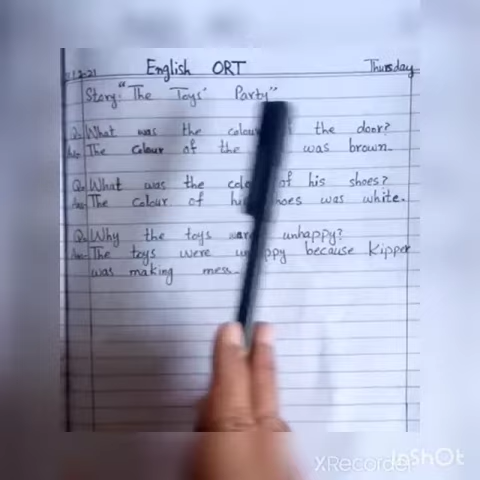 English ORT Thursday
Story:"The Toys' Party"
Q: What was the colour the door?
Ans: The colour of the was brown.
Q: What was the of his shoes?
Ans: The colour of his shoes was white.
Q: Why the toys were unhappy?
Ans: The toys were unhappy because Kipper
was making mess.
XRecorder
InShOt